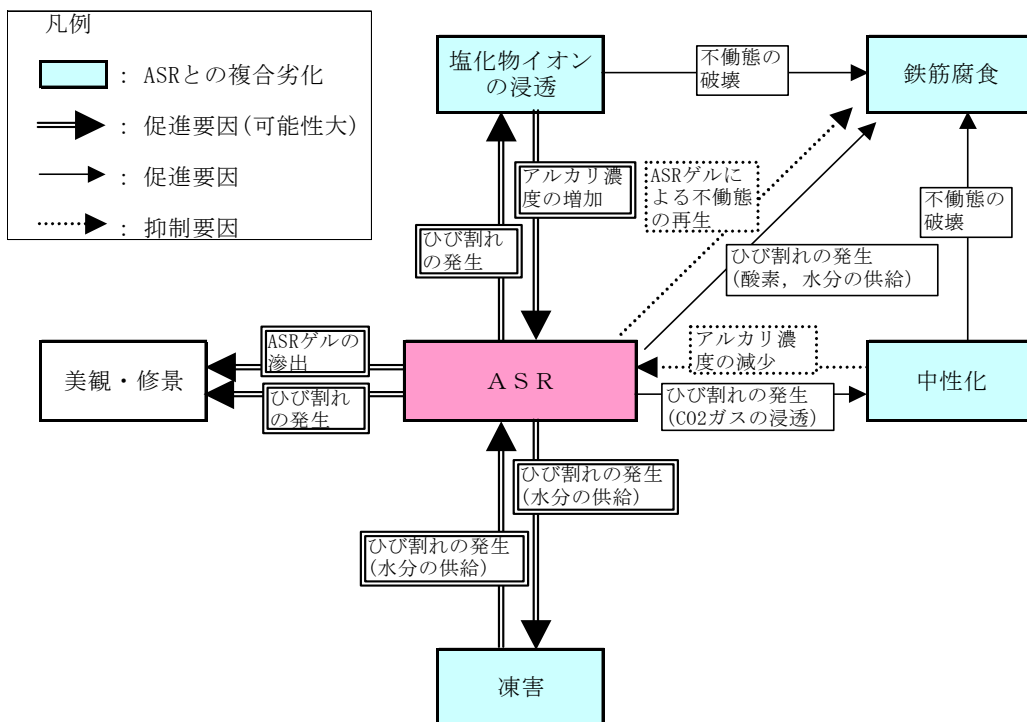 凡例
: ASRとの複合劣化
: 促進要因(可能性大)
: 促進要因
: 抑制要因
塩化物イオン
の浸透
不働態の
破壊
鉄筋腐食
アルカリ濃
度の増加
ASRゲルに
よる不働態
の再生
不働態の
破壊
ひび割れ
の発生
ひび割れの発生
(酸素, 水分の供給)
ASRゲルの
滲出
美観・修景
ひび割れ
の発生
ASR
アルカリ濃
度の減少
ひび割れの発生
(CO2ガスの浸透)
中性化
ひび割れの発生
(水分の供給)
ひび割れの発生
(水分の供給)
凍害